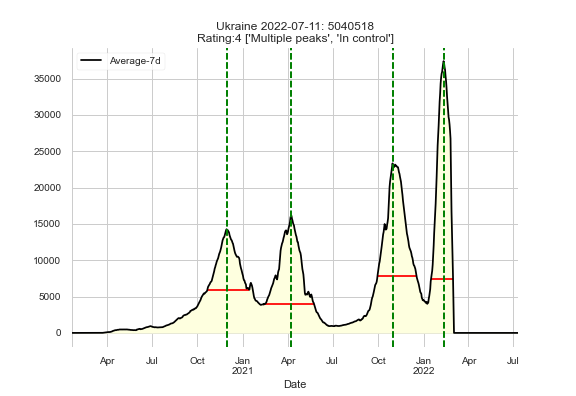 Ukraine 2022-07-11: 5040518
Rating:4 ['Multiple peaks', 'In control']
Average-7d
35000
30000
25000
20000
15000
10000
5000
0
Apr Jul Oct Jan Apr Jul Oct Jan Apr Jul
2021 2022
Date